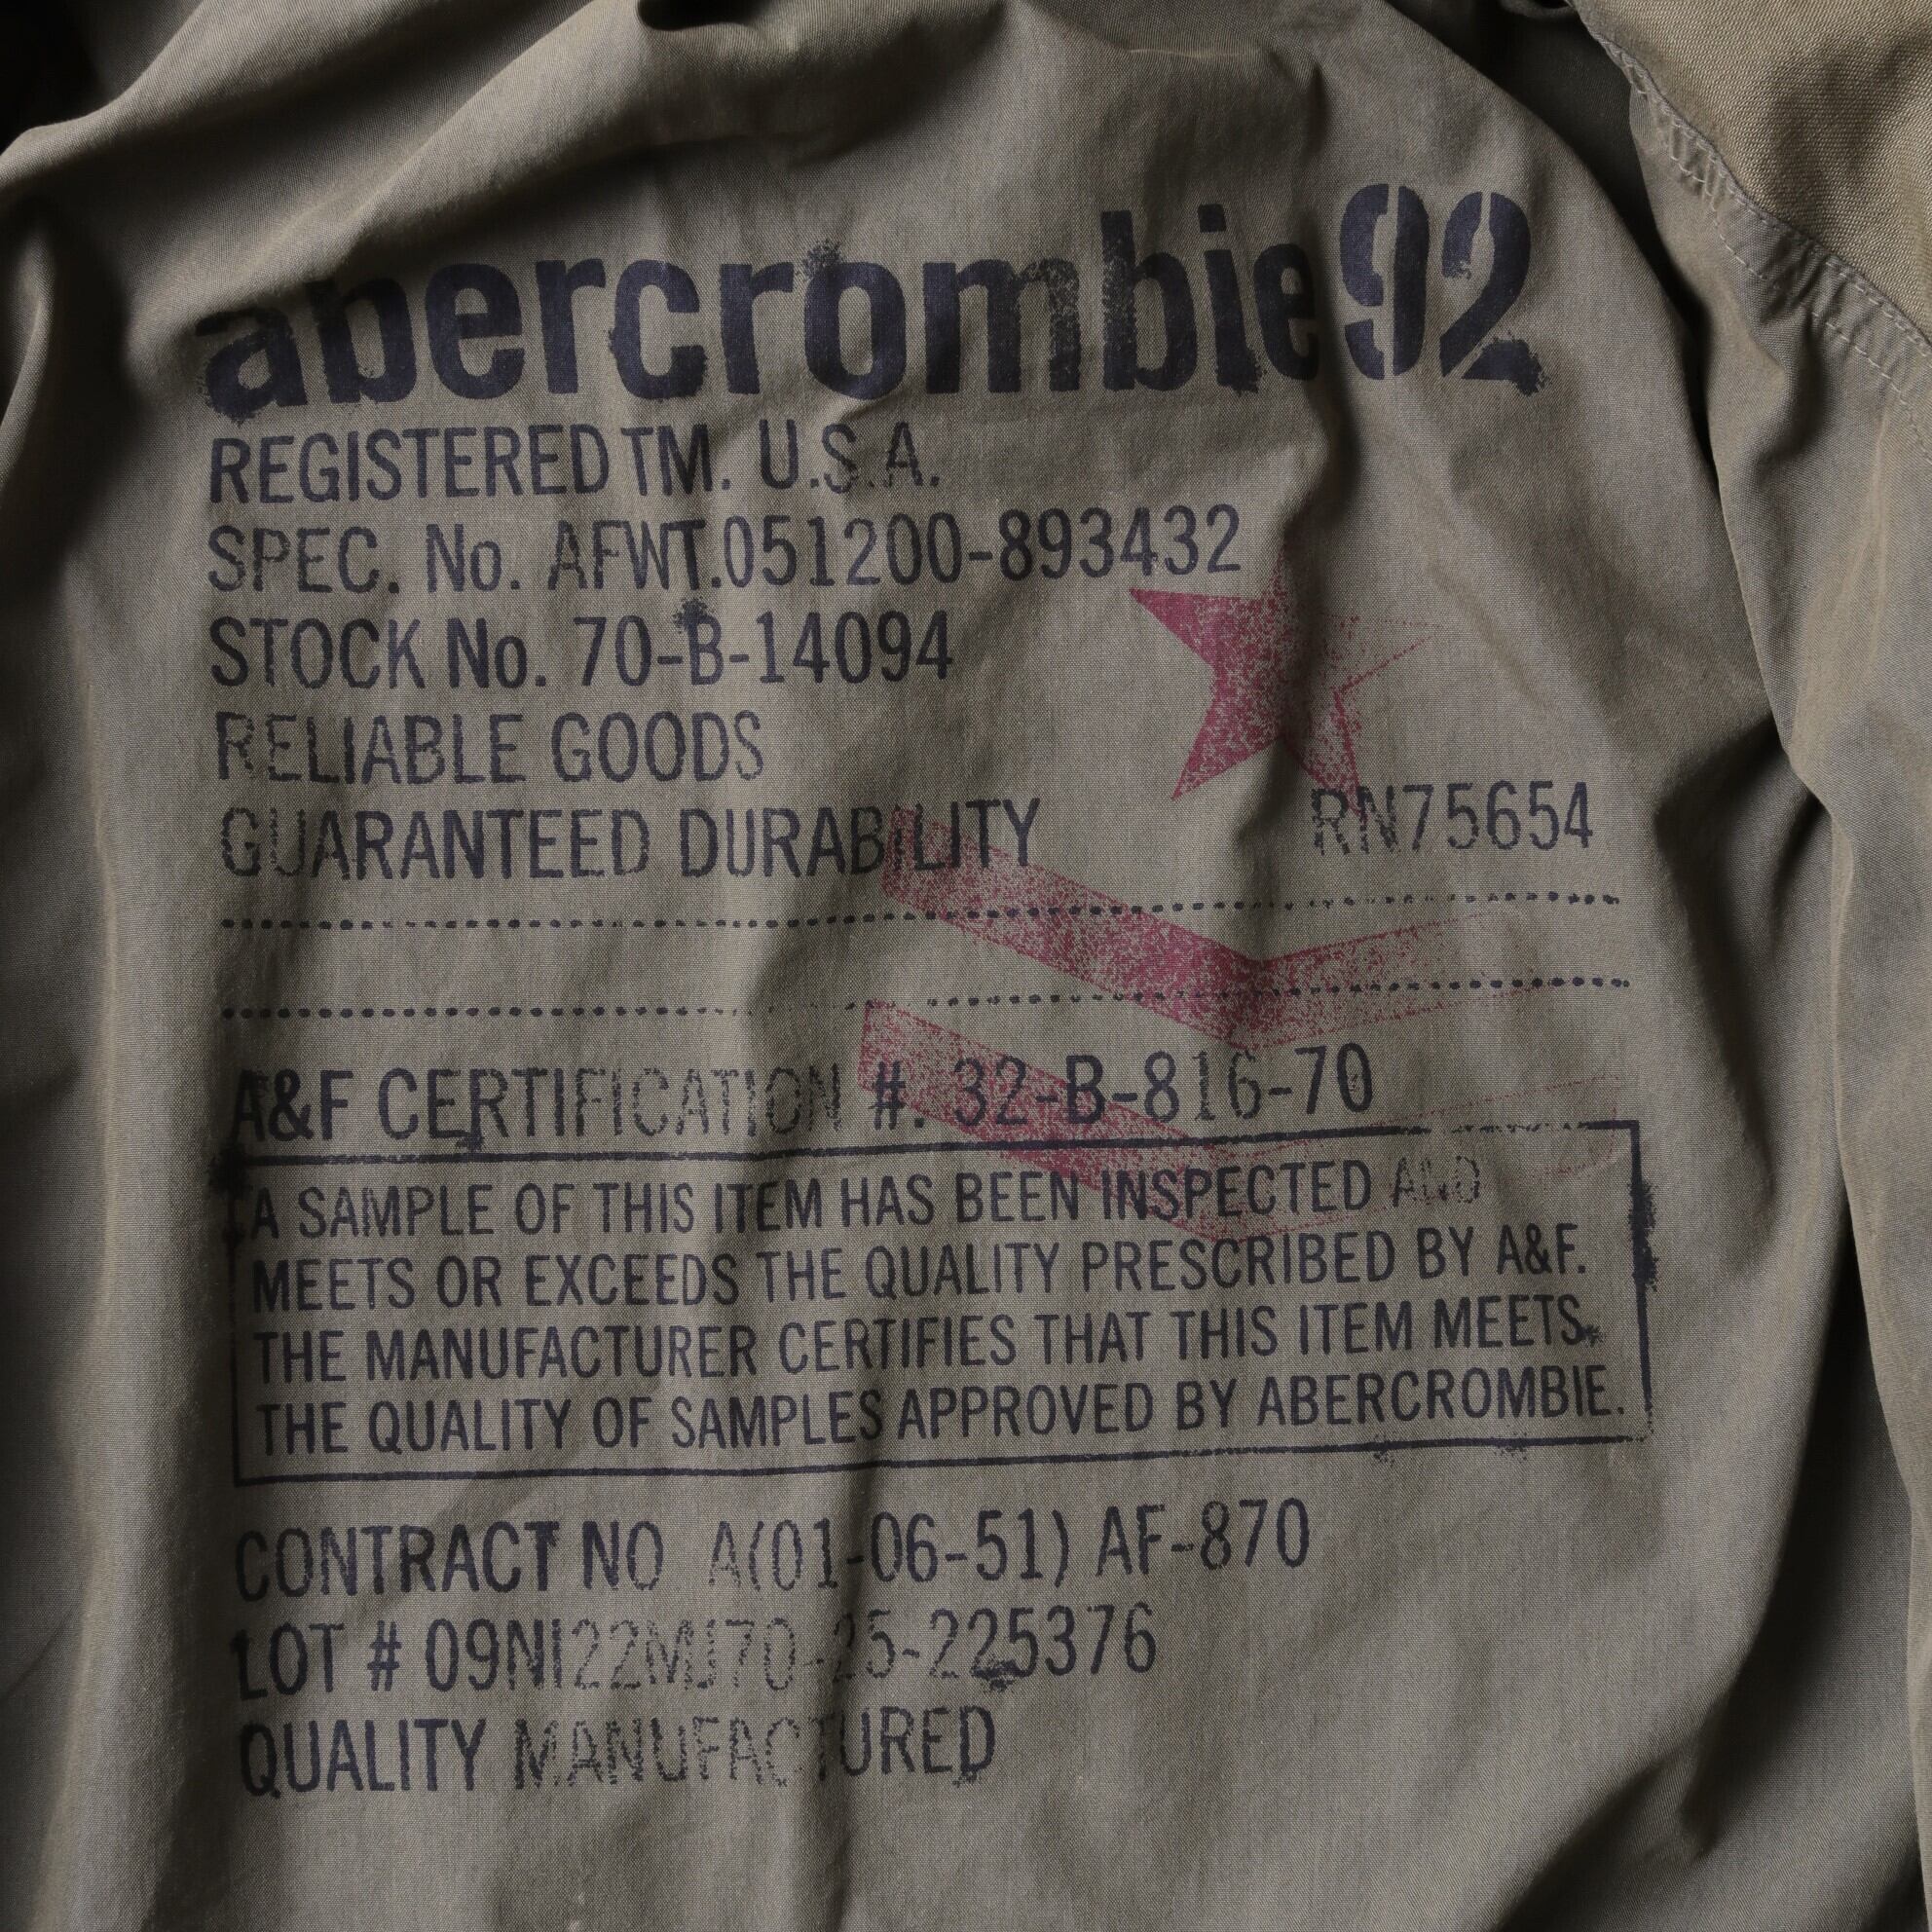 abercrombie92
REGISTERED TM. U.S.A.
SPEC. No. AFWT.051200-893432
STOCK No. 70-B-14094
RELIABLE GOODS
GUARANTEED DURABILITY RN75654
A&F CERTIFICATION #. 32-B-816-70
A SAMPLE OF THIS ITEM HAS BEEN INSPECTED AND
MEETS OR EXCEEDS THE QUALITY PRESCRIBED BY A&F.
THE MANUFACTURER CERTIFIES THAT THIS ITEM MEETS
THE QUALITY OF SAMPLES APPROVED BY ABERCROMBIE.
CONTRACT NO A(01-06-51) AF-870
LOT # 09NI22MJ70-25-225376
QUALITY MANUFACTURED